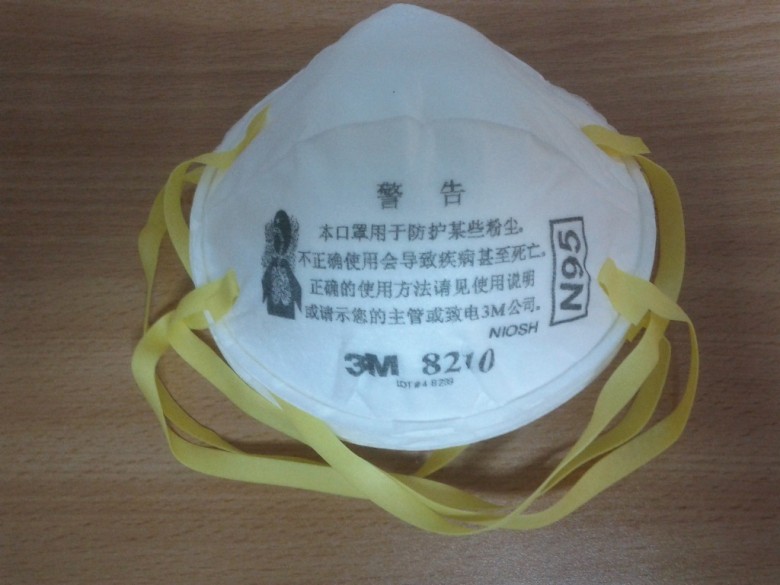 警 告
本口罩用于防护某些粉尘。
不正确使用会导致疾病甚至死亡。
正确的使用方法请见使用说明
或请示您的主管或致电3M公司。
N95
NIOSH
3M 8210
LOT#